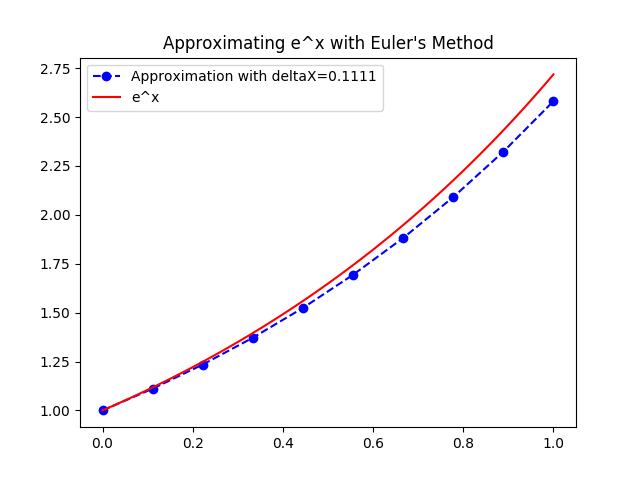 Approximating e^x with Euler's Method
Approximation with deltaX=0.1111
e^x
2.75
2.50
2.25
2.00
1.75
1.50
1.25
1.00
0.0 0.2 0.4 0.6 0.8 1.0